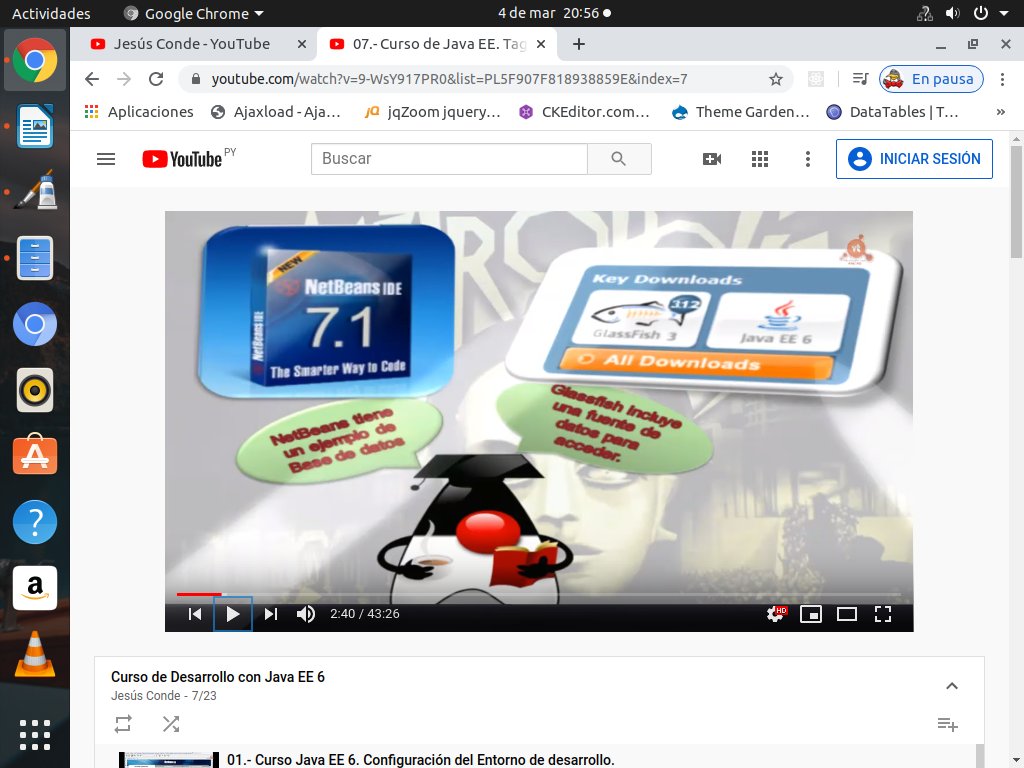 Actividades
Google Chrome
4 de mar 20:56
Jesús Conde - YouTube
07.- Curso de Java EE. Tag
youtube.com/watch?v=9-WsY917PR0&list=PL5F907F818938859E&index=7
En pausa
Aplicaciones
Ajaxload - Aja…
jqZoom jquery…
CKEditor.com…
Theme Garden…
DataTables | T…
»
YouTube PY
Buscar
INICIAR SESIÓN
NEW
NetBeans IDE
7.1
The Smarter Way to Code
NetBeans IDE
Key Downloads
312
GlassFish 3
Java EE 6
All Downloads
NetBeans tiene
un ejemplo de
Base de datos
Glassfish incluye
una fuente de
datos para
acceder.
2:40 / 43:26
HD
Curso de Desarrollo con Java EE 6
Jesús Conde - 7/23
01.- Curso Java EE 6. Configuración del Entorno de desarrollo.